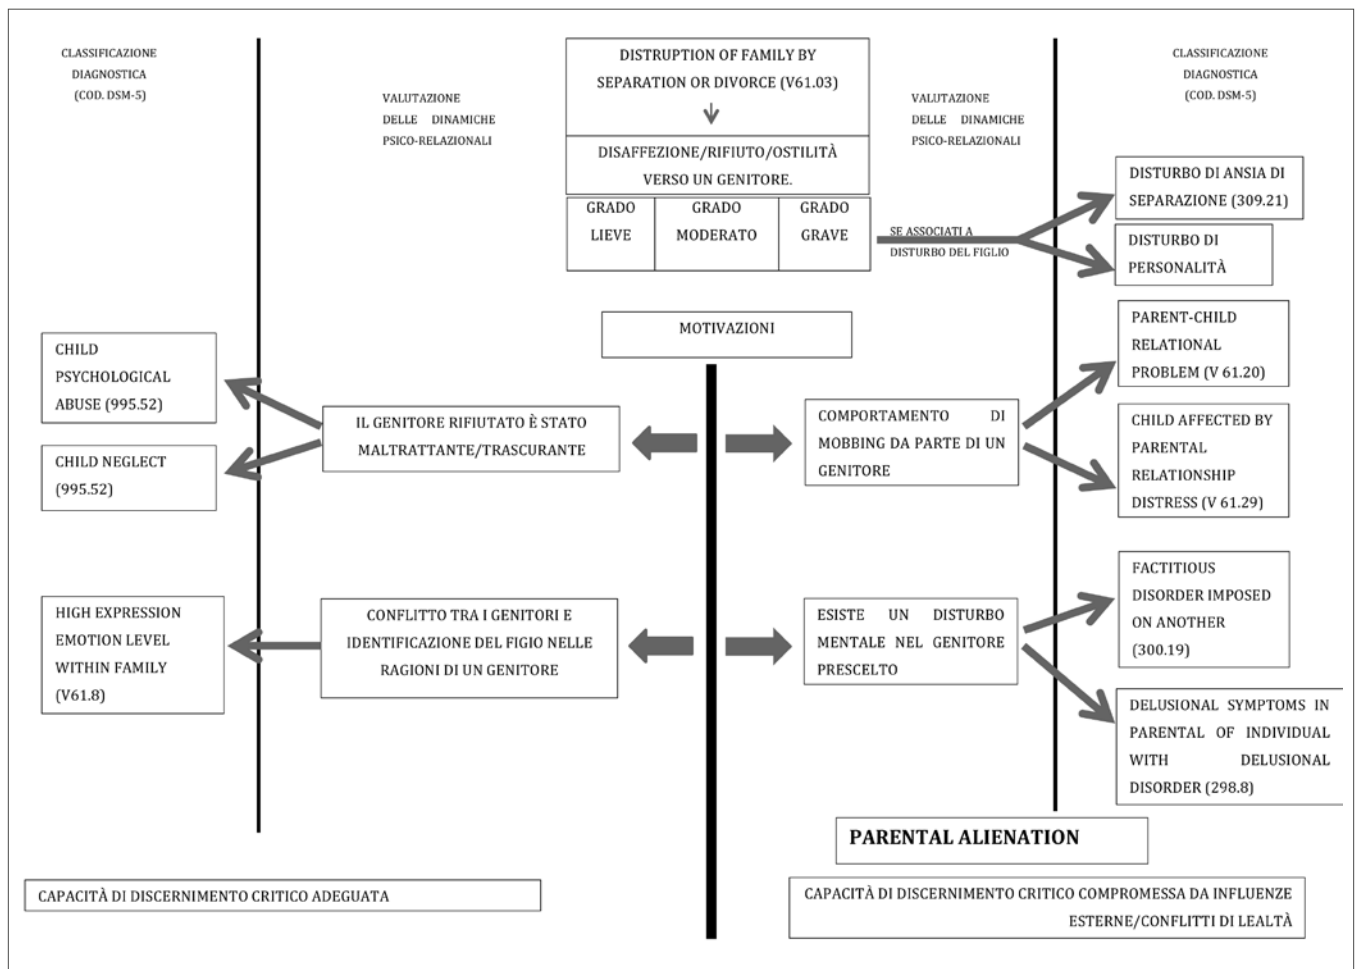 CLASSIFICAZIONE
DIAGNOSTICA
(COD. DSM-5)
VALUTAZIONE
DELLE DINAMICHE
PSICO-RELAZIONALI
DISTRUPTION OF FAMILY BY
SEPARATION OR DIVORCE (V61.03)
DISAFFEZIONE/RIFIUTO/OSTILITÀ
VERSO UN GENITORE.
GRADO
LIEVE
GRADO
MODERATO
GRADO
GRAVE
VALUTAZIONE
DELLE DINAMICHE
PSICO-RELAZIONALI
CLASSIFICAZIONE
DIAGNOSTICA
(COD. DSM-5)
SE ASSOCIATI A
DISTURBO DEL FIGLIO
DISTURBO DI ANSIA DI
SEPARAZIONE (309.21)
DISTURBO DI
PERSONALITÀ
MOTIVAZIONI
CHILD
PSYCHOLOGICAL
ABUSE (995.52)
CHILD NEGLECT
(995.52)
IL GENITORE RIFIUTATO È STATO
MALTRATTANTE/TRASCURANTE
COMPORTAMENTO DI
MOBBING DA PARTE DI UN
GENITORE
PARENT-CHILD
RELATIONAL
PROBLEM (V 61.20)
CHILD AFFECTED BY
PARENTAL
RELATIONSHIP
DISTRESS (V 61.29)
HIGH EXPRESSION
EMOTION LEVEL
WITHIN FAMILY
(V61.8)
CONFLITTO TRA I GENITORI E
IDENTIFICAZIONE DEL FIGIO NELLE
RAGIONI DI UN GENITORE
ESISTE UN DISTURBO
MENTALE NEL GENITORE
PRESCELTO
FACTITIOUS
DISORDER IMPOSED
ON ANOTHER
(300.19)
DELUSIONAL SYMPTOMS IN
PARENTAL OF INDIVIDUAL
WITH DELUSIONAL
DISORDER (298.8)
PARENTAL ALIENATION
CAPACITÀ DI DISCERNIMENTO CRITICO ADEGUATA
CAPACITÀ DI DISCERNIMENTO CRITICO COMPROMESSA DA INFLUENZE
ESTERNE/CONFLITTI DI LEALTÀ